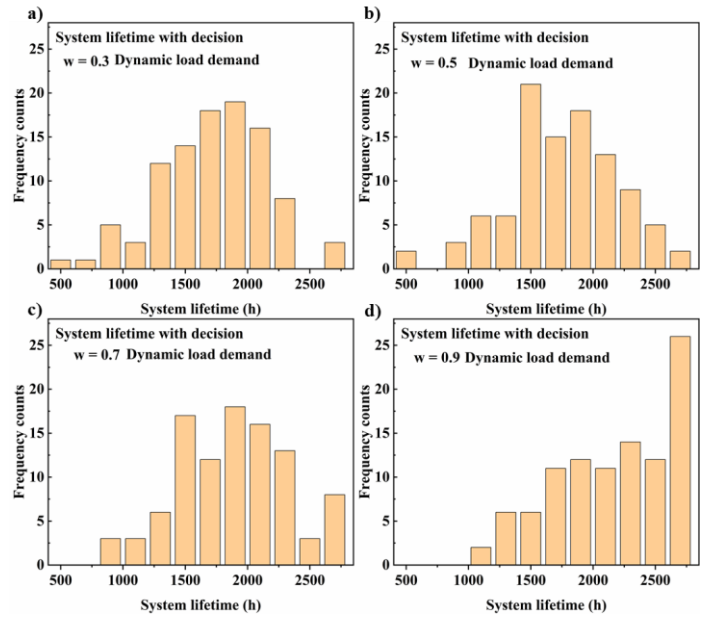 a)
System lifetime with decision
w = 0.3 Dynamic load demand
Frequency counts
25
20
15
10
5
0
500 1000 1500 2000 2500
System lifetime (h)
b)
System lifetime with decision
w = 0.5 Dynamic load demand
Frequency counts
25
20
15
10
5
0
500 1000 1500 2000 2500
System lifetime (h)
c)
System lifetime with decision
w = 0.7 Dynamic load demand
Frequency counts
25
20
15
10
5
0
500 1000 1500 2000 2500
System lifetime (h)
d)
System lifetime with decision
w = 0.9 Dynamic load demand
Frequency counts
25
20
15
10
5
0
500 1000 1500 2000 2500
System lifetime (h)